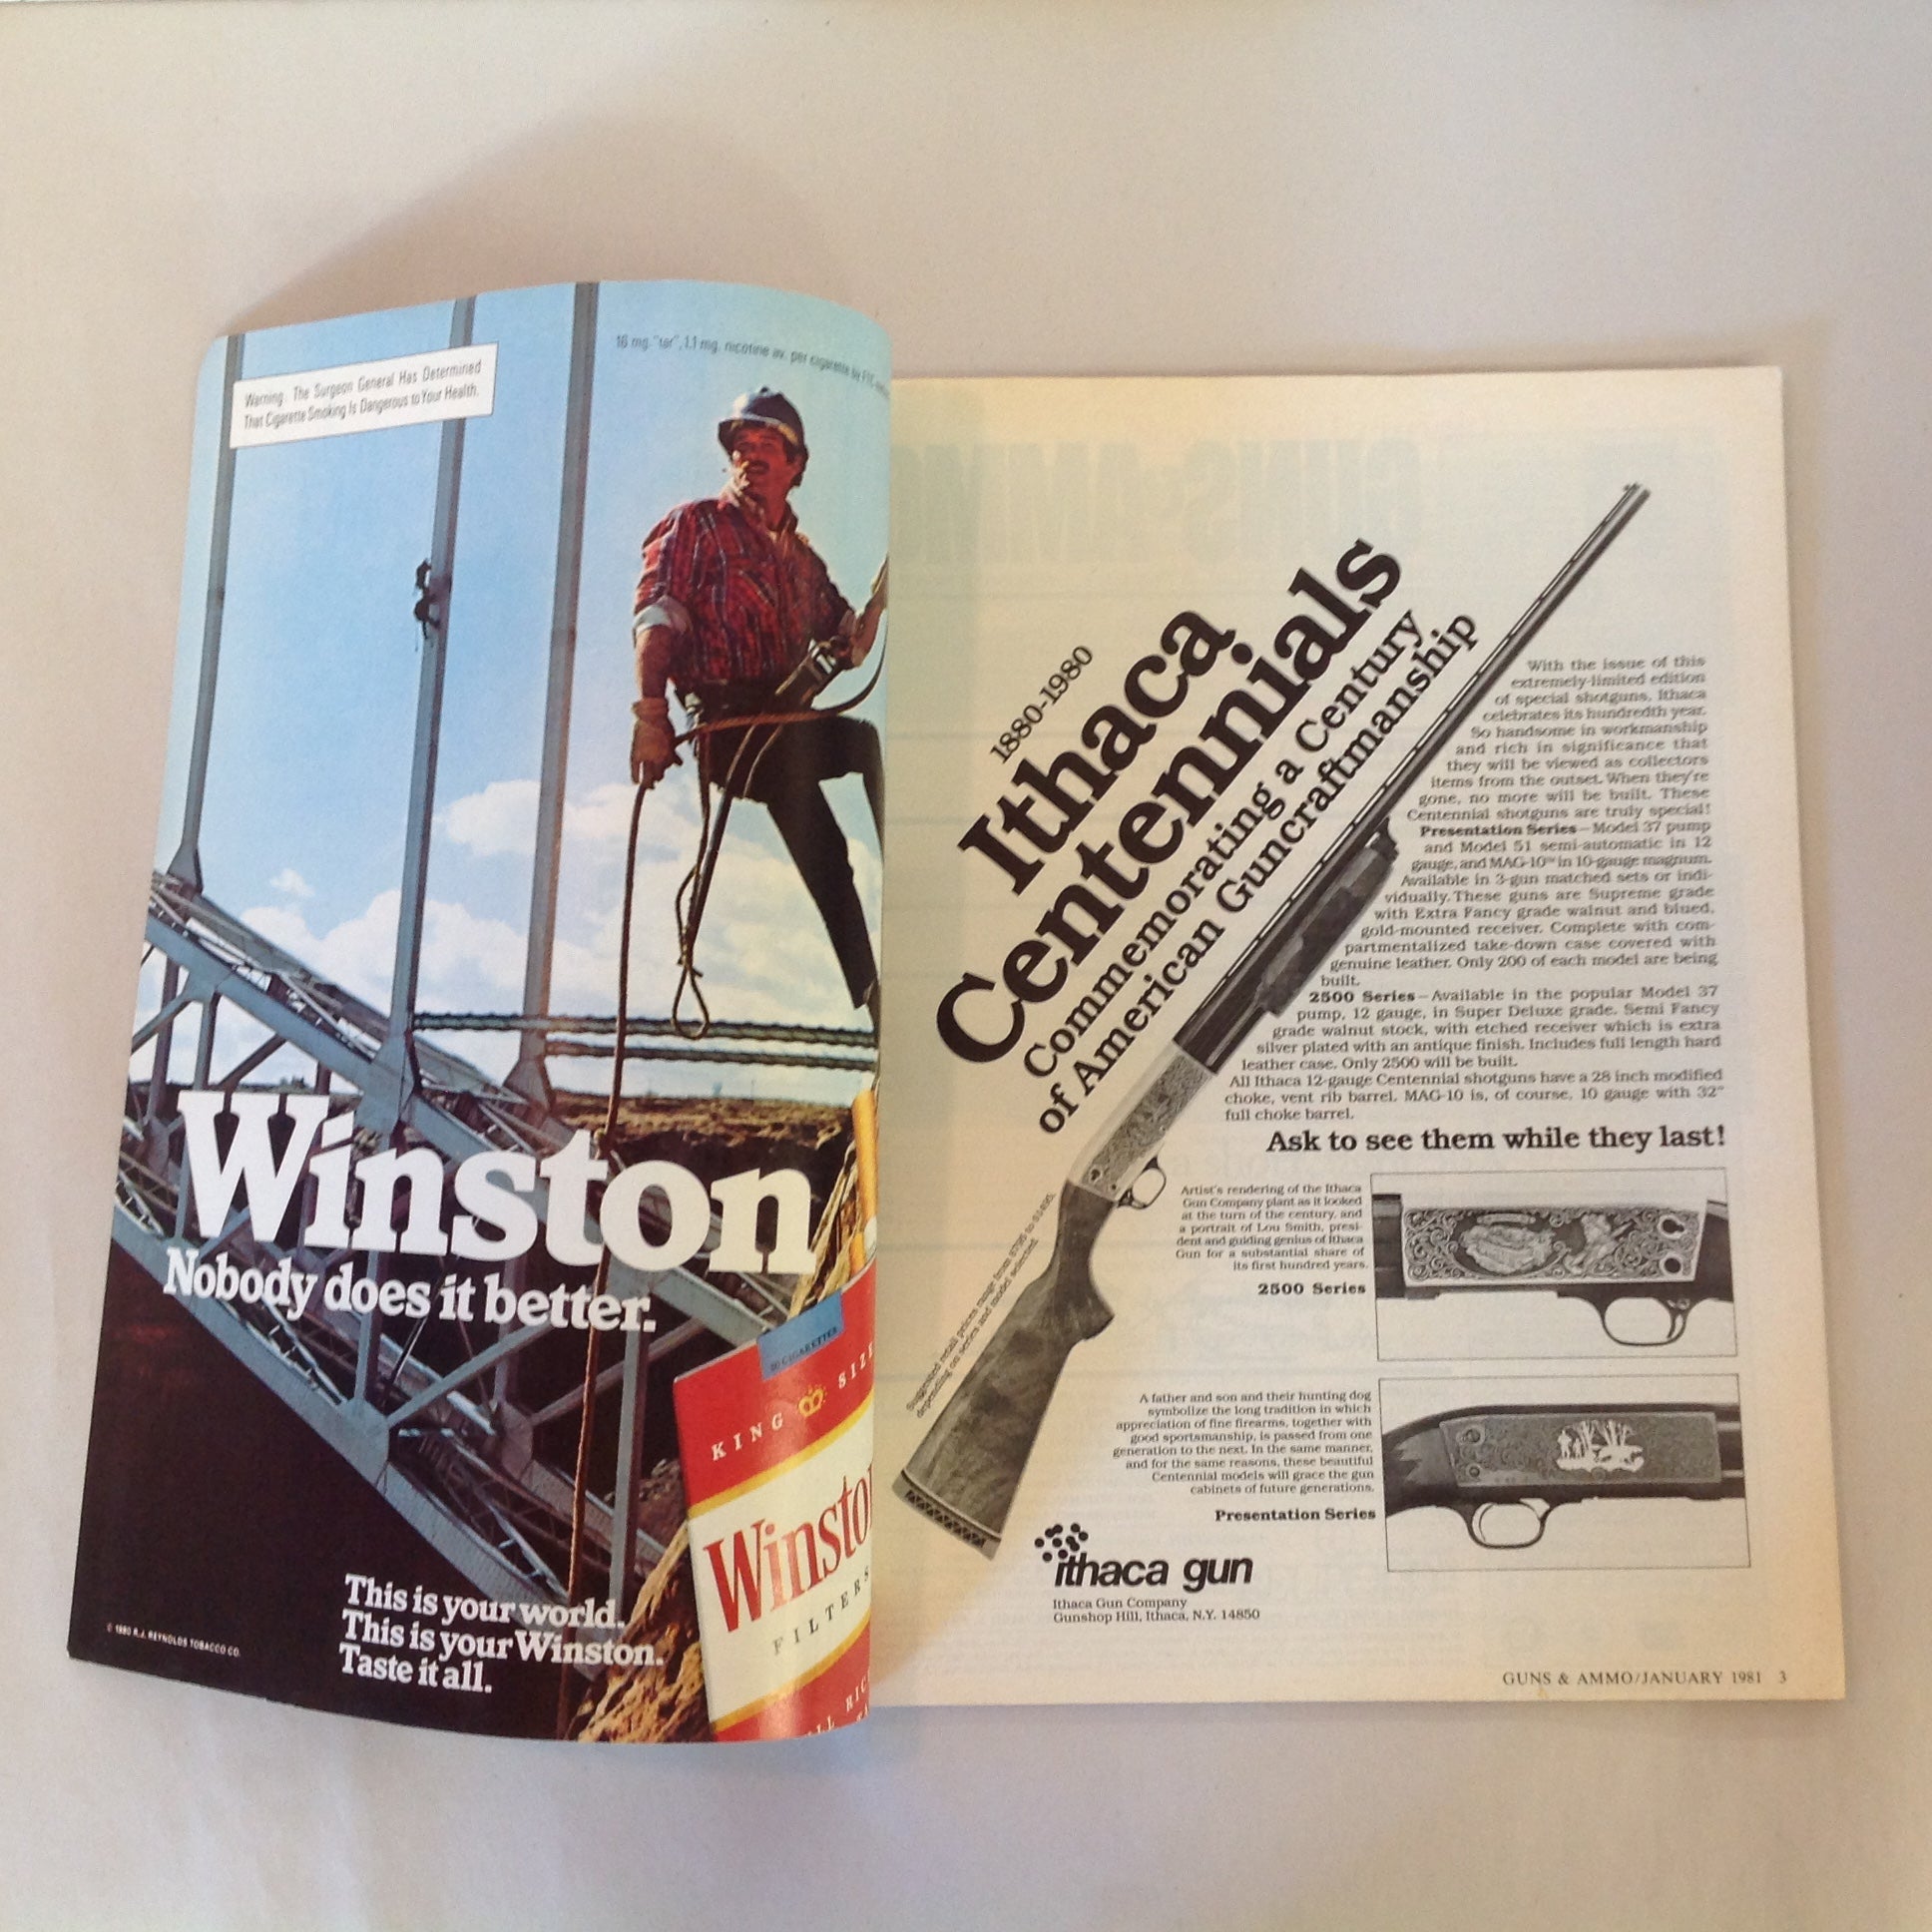 Warning: The Surgeon General Has Determined
That Cigarette Smoking Is Dangerous to Your Health.
16 mg. "tar", 1.1 mg. nicotine av. per cigarette by FTC
Winston
Nobody does it better.
20 CIGARETTES
KING SIZE
Winston
FILTERS
This is your world.
This is your Winston.
Taste it all.
© 1980 R.J. REYNOLDS TOBACCO CO.
1880-1980
Ithaca
Centennials
Commemorating a Century
of American Guncraftmanship
With the issue of this
extremely-limited edition
of special shotguns, Ithaca
celebrates its hundredth year.
So handsome in workmanship
and rich in significance that
they will be viewed as collectors
items from the outset. When they're
gone, no more will be built. These
Centennial shotguns are truly special!
Presentation Series—Model 37 pump
and Model 51 semi-automatic in 12
gauge, and MAG-10™ in 10-gauge magnum.
Available in 3-gun matched sets or indi-
vidually. These guns are Supreme grade
with Extra Fancy grade walnut and blued,
gold-mounted receiver. Complete with com-
partmentalized take-down case covered with
genuine leather. Only 200 of each model are being
built.
2500 Series—Available in the popular Model 37
pump, 12 gauge, in Super Deluxe grade. Semi Fancy
grade walnut stock, with etched receiver which is extra
silver plated with an antique finish. Includes full length hard
leather case. Only 2500 will be built.
All Ithaca 12-gauge Centennial shotguns have a 28 inch modified
choke, vent rib barrel. MAG-10 is, of course, 10 gauge with 32"
full choke barrel.
Ask to see them while they last!
Suggested retail prices range from
depending on series and model selected.
Artist's rendering of the Ithaca
Gun Company plant as it looked
at the turn of the century, and
a portrait of Lou Smith, presi-
dent and guiding genius of Ithaca
Gun for a substantial share of
its first hundred years.
2500 Series
A father and son and their hunting dog
symbolize the long tradition in which
appreciation of fine firearms, together with
good sportsmanship, is passed from one
generation to the next. In the same manner,
and for the same reasons, these beautiful
Centennial models will grace the gun
cabinets of future generations.
Presentation Series
ithaca gun
Ithaca Gun Company
Gunshop Hill, Ithaca, N.Y. 14850
GUNS & AMMO/JANUARY 1981 3